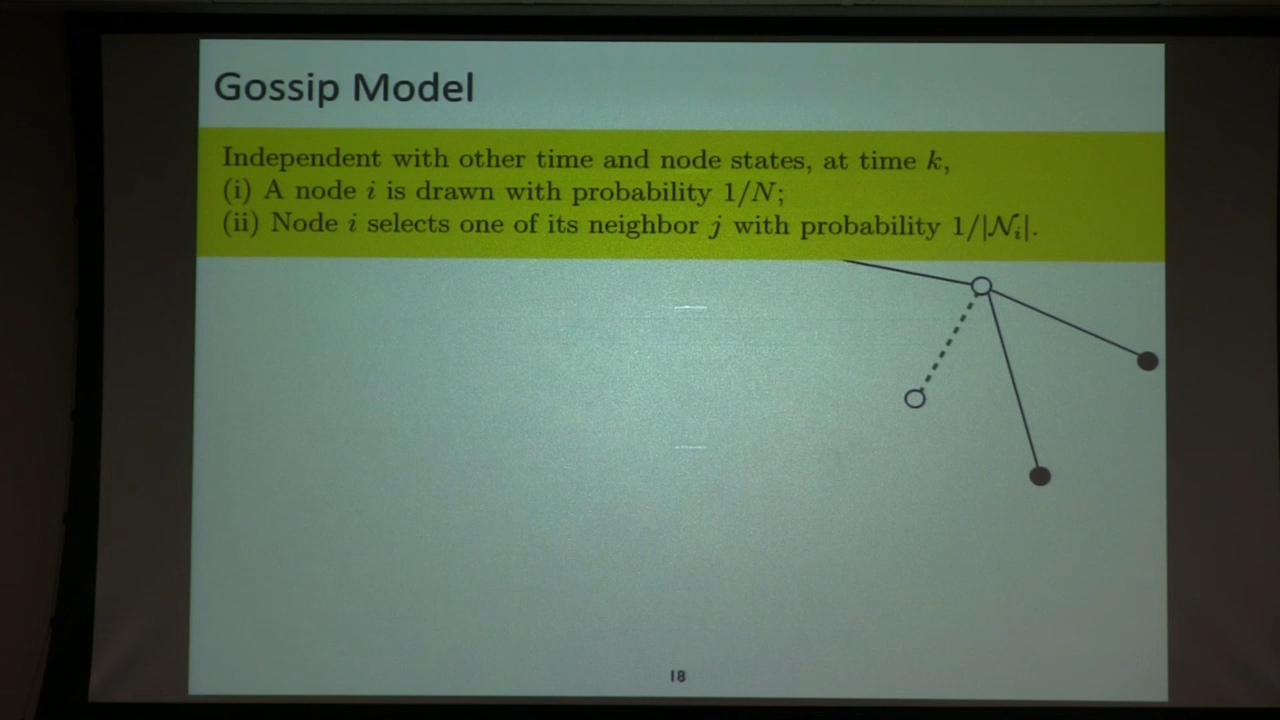 Gossip Model
Independent with other time and node states, at time k,
(i) A node i is drawn with probability 1/N;
(ii) Node i selects one of its neighbor j with probability 1/|𝒩ᵢ|.
18